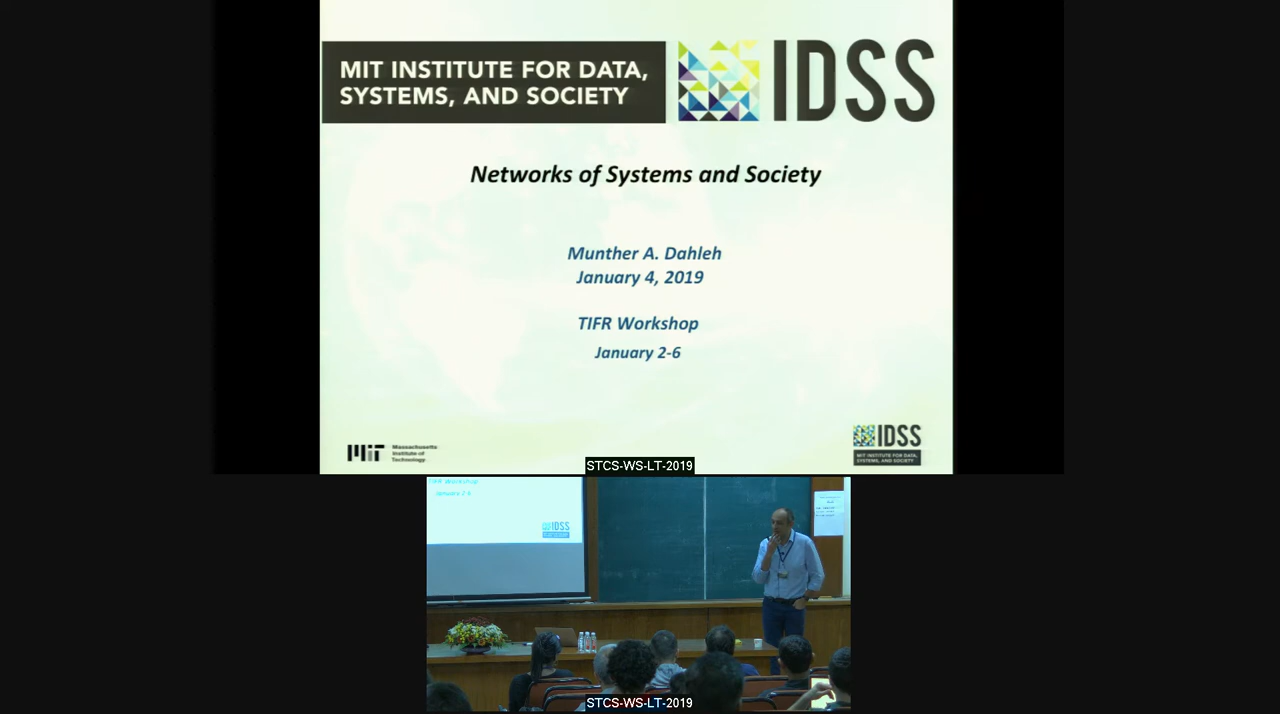 MIT INSTITUTE FOR DATA,
SYSTEMS, AND SOCIETY
IDSS
Networks of Systems and Society
Munther A. Dahleh
January 4, 2019
TIFR Workshop
January 2-6
MIT
Massachusetts
Institute of
Technology
IDSS
MIT INSTITUTE FOR DATA,
SYSTEMS, AND SOCIETY
STCS-WS-LT-2019
TIFR Workshop
January 2-6
IDSS
STCS-WS-LT-2019